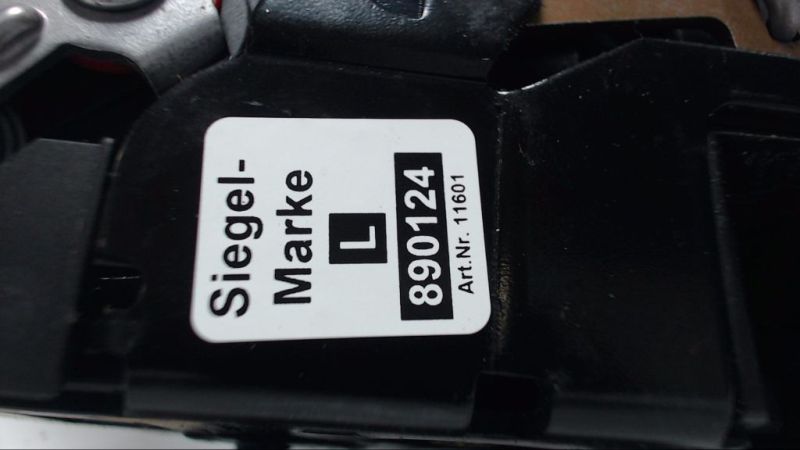 Siegel-
Marke
L
890124
Art.Nr. 11601